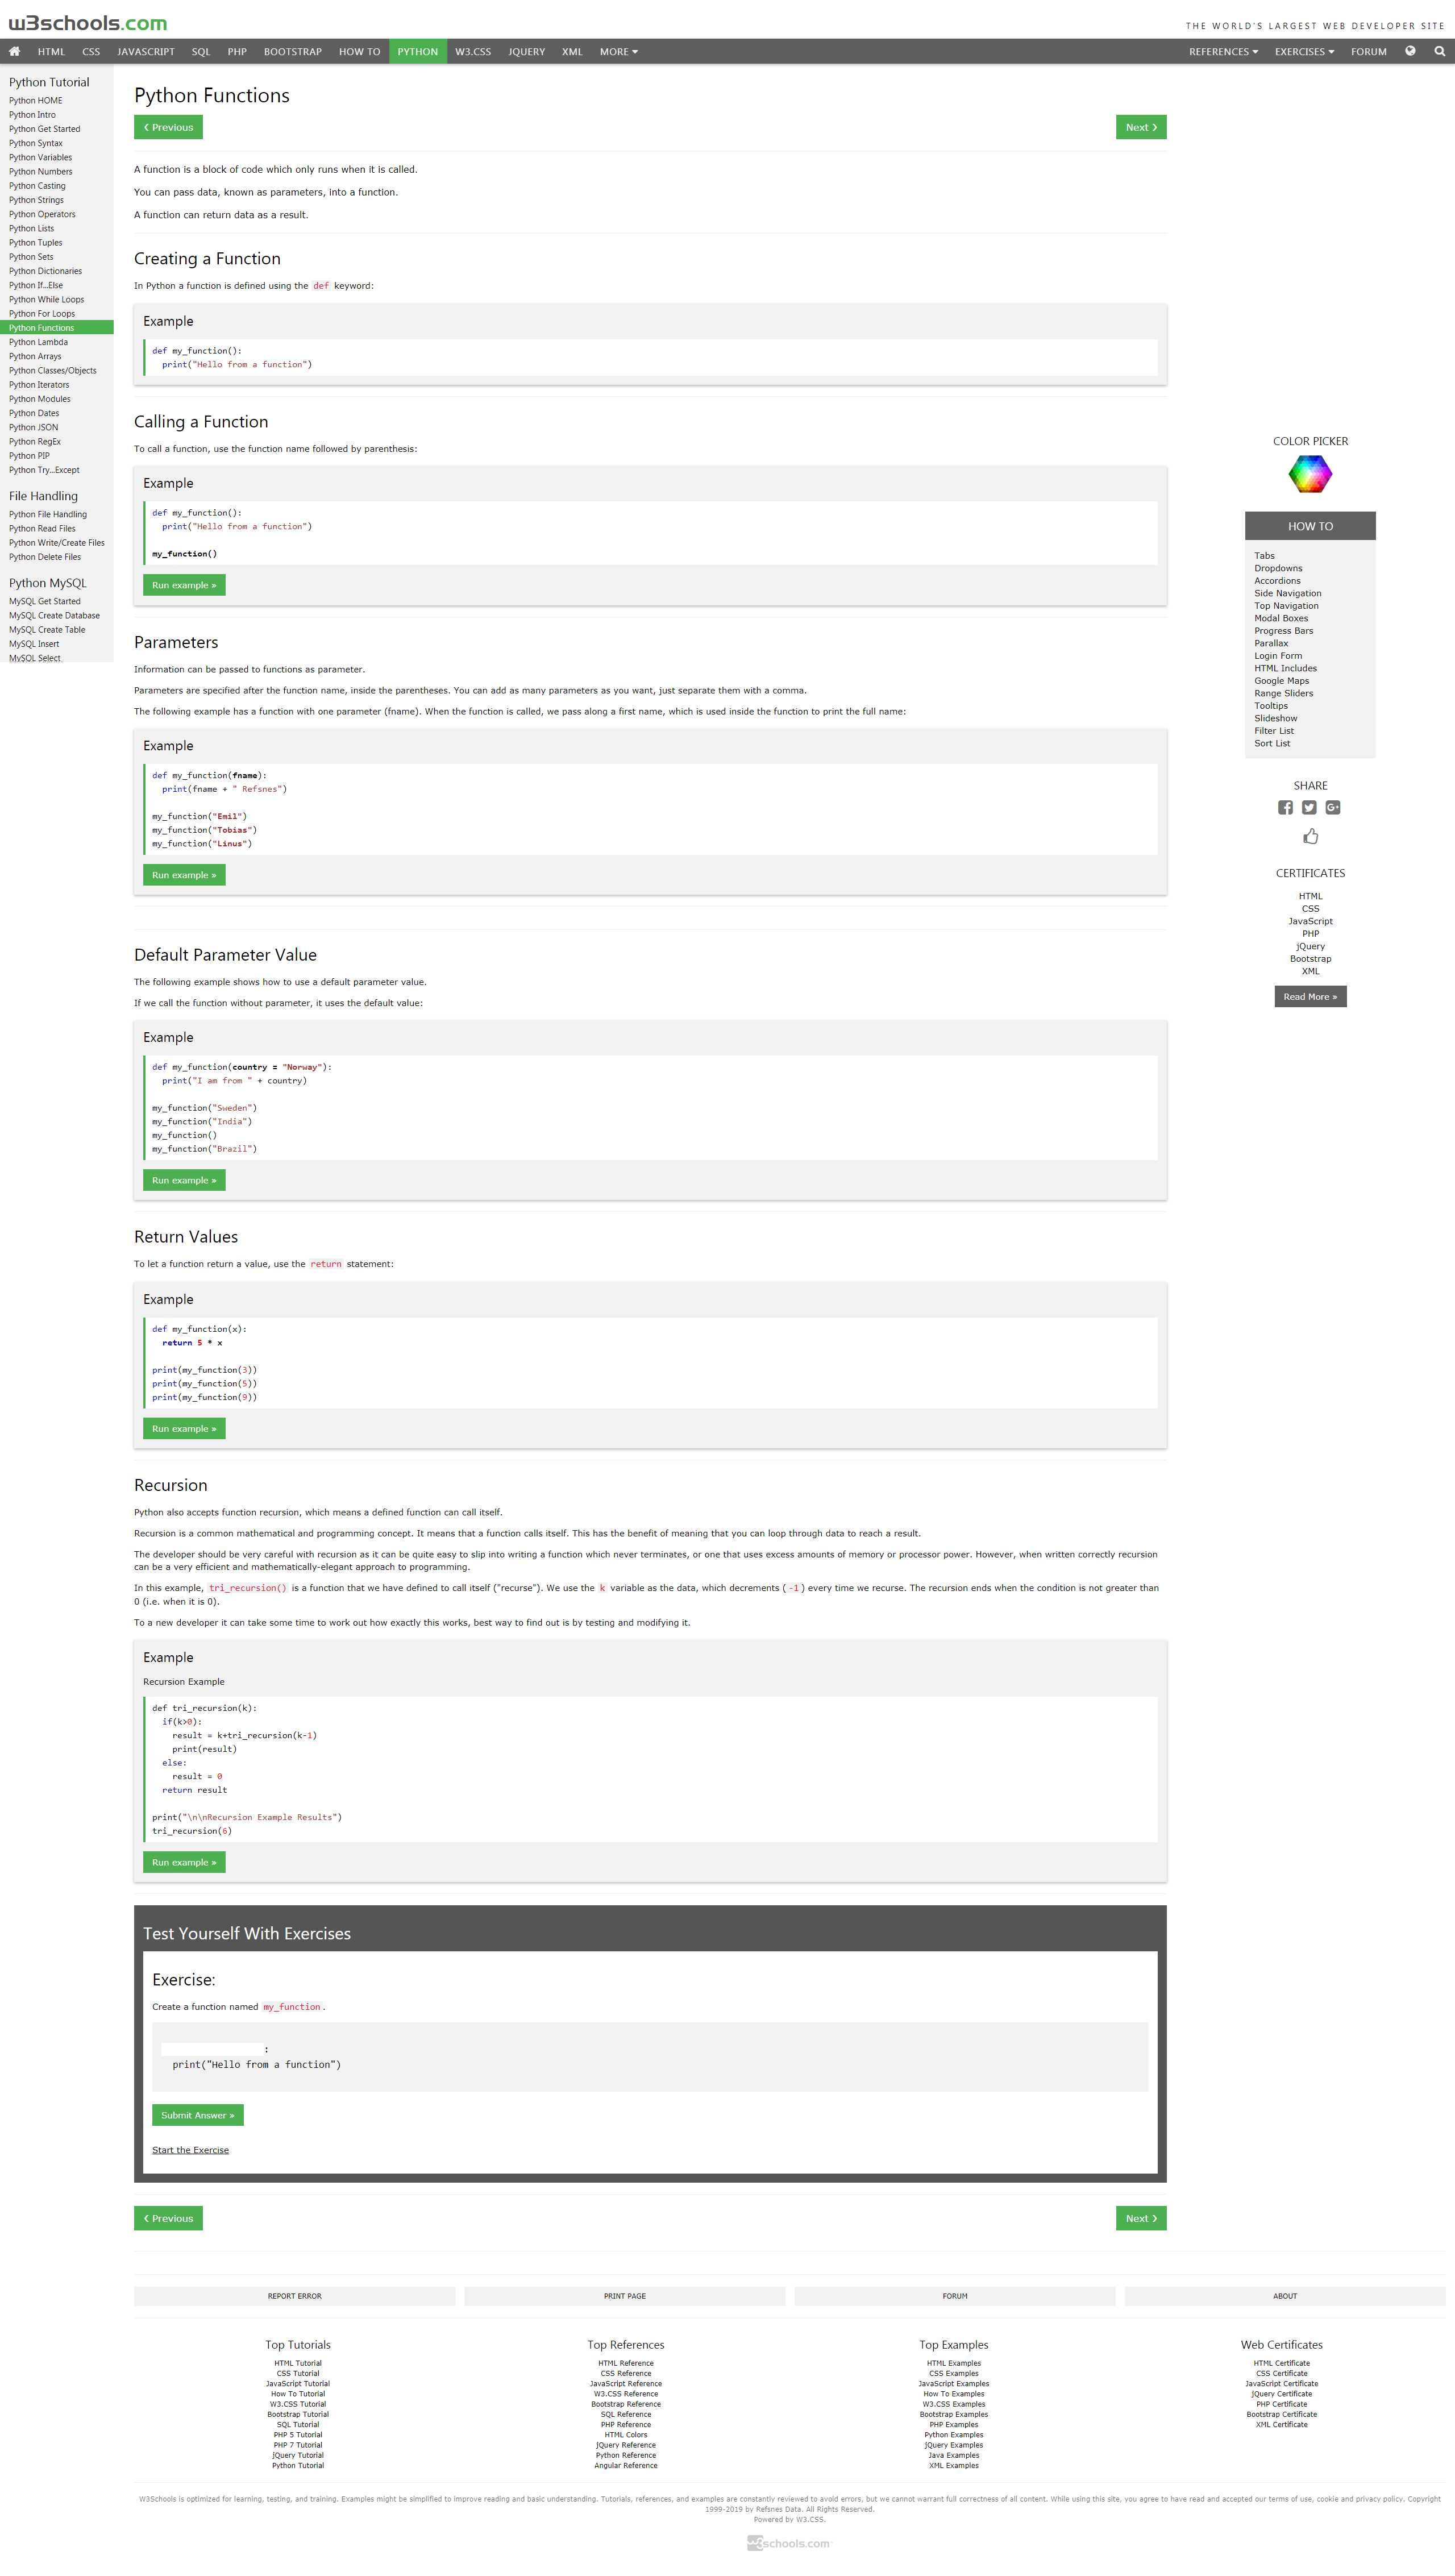 w3schools.com
THE WORLD'S LARGEST WEB DEVELOPER SITE
HTML CSS JAVASCRIPT SQL PHP BOOTSTRAP HOW TO PYTHON W3.CSS JQUERY XML MORE REFERENCES EXERCISES FORUM
Python Tutorial
Python HOME
Python Intro
Python Get Started
Python Syntax
Python Variables
Python Numbers
Python Casting
Python Strings
Python Operators
Python Lists
Python Tuples
Python Sets
Python Dictionaries
Python If...Else
Python While Loops
Python For Loops
Python Functions
Python Lambda
Python Arrays
Python Classes/Objects
Python Iterators
Python Modules
Python Dates
Python JSON
Python RegEx
Python PIP
Python Try...Except
File Handling
Python File Handling
Python Read Files
Python Write/Create Files
Python Delete Files
Python MySQL
MySQL Get Started
MySQL Create Database
MySQL Create Table
MySQL Insert
MySQL Select
Python Functions
❮ Previous
Next ❯
A function is a block of code which only runs when it is called.
You can pass data, known as parameters, into a function.
A function can return data as a result.
Creating a Function
In Python a function is defined using the def keyword:
Example
def my_function():
  print("Hello from a function")
Calling a Function
To call a function, use the function name followed by parenthesis:
Example
def my_function():
  print("Hello from a function")
my_function()
Run example »
Parameters
Information can be passed to functions as parameter.
Parameters are specified after the function name, inside the parentheses. You can add as many parameters as you want, just separate them with a comma.
The following example has a function with one parameter (fname). When the function is called, we pass along a first name, which is used inside the function to print the full name:
Example
def my_function(fname):
  print(fname + " Refsnes")
my_function("Emil")
my_function("Tobias")
my_function("Linus")
Run example »
Default Parameter Value
The following example shows how to use a default parameter value.
If we call the function without parameter, it uses the default value:
Example
def my_function(country = "Norway"):
  print("I am from " + country)
my_function("Sweden")
my_function("India")
my_function()
my_function("Brazil")
Run example »
Return Values
To let a function return a value, use the return statement:
Example
def my_function(x):
  return 5 * x
print(my_function(3))
print(my_function(5))
print(my_function(9))
Run example »
Recursion
Python also accepts function recursion, which means a defined function can call itself.
Recursion is a common mathematical and programming concept. It means that a function calls itself. This has the benefit of meaning that you can loop through data to reach a result.
The developer should be very careful with recursion as it can be quite easy to slip into writing a function which never terminates, or one that uses excess amounts of memory or processor power. However, when written correctly recursion
can be a very efficient and mathematically-elegant approach to programming.
In this example, tri_recursion() is a function that we have defined to call itself ("recurse"). We use the k variable as the data, which decrements (-1) every time we recurse. The recursion ends when the condition is not greater than
0 (i.e. when it is 0).
To a new developer it can take some time to work out how exactly this works, best way to find out is by testing and modifying it.
Example
Recursion Example
def tri_recursion(k):
  if(k>0):
    result = k+tri_recursion(k-1)
    print(result)
  else:
    result = 0
  return result
print("\n\nRecursion Example Results")
tri_recursion(6)
Run example »
Test Yourself With Exercises
Exercise:
Create a function named my_function.
:
  print("Hello from a function")
Submit Answer »
Start the Exercise
❮ Previous
Next ❯
COLOR PICKER
HOW TO
Tabs
Dropdowns
Accordions
Side Navigation
Top Navigation
Modal Boxes
Progress Bars
Parallax
Login Form
HTML Includes
Google Maps
Range Sliders
Tooltips
Slideshow
Filter List
Sort List
SHARE
CERTIFICATES
HTML
CSS
JavaScript
PHP
jQuery
Bootstrap
XML
Read More »
REPORT ERROR
PRINT PAGE
FORUM
ABOUT
Top Tutorials
HTML Tutorial
CSS Tutorial
JavaScript Tutorial
How To Tutorial
W3.CSS Tutorial
Bootstrap Tutorial
SQL Tutorial
PHP 5 Tutorial
PHP 7 Tutorial
jQuery Tutorial
Python Tutorial
Top References
HTML Reference
CSS Reference
JavaScript Reference
W3.CSS Reference
Bootstrap Reference
SQL Reference
PHP Reference
HTML Colors
jQuery Reference
Python Reference
Angular Reference
Top Examples
HTML Examples
CSS Examples
JavaScript Examples
How To Examples
W3.CSS Examples
Bootstrap Examples
PHP Examples
Python Examples
jQuery Examples
Java Examples
XML Examples
Web Certificates
HTML Certificate
CSS Certificate
JavaScript Certificate
jQuery Certificate
PHP Certificate
Bootstrap Certificate
XML Certificate
W3Schools is optimized for learning, testing, and training. Examples might be simplified to improve reading and basic understanding. Tutorials, references, and examples are constantly reviewed to avoid errors, but we cannot warrant full correctness of all content. While using this site, you agree to have read and accepted our terms of use, cookie and privacy policy. Copyright
1999-2019 by Refsnes Data. All Rights Reserved.
Powered by W3.CSS.
w3schools.com